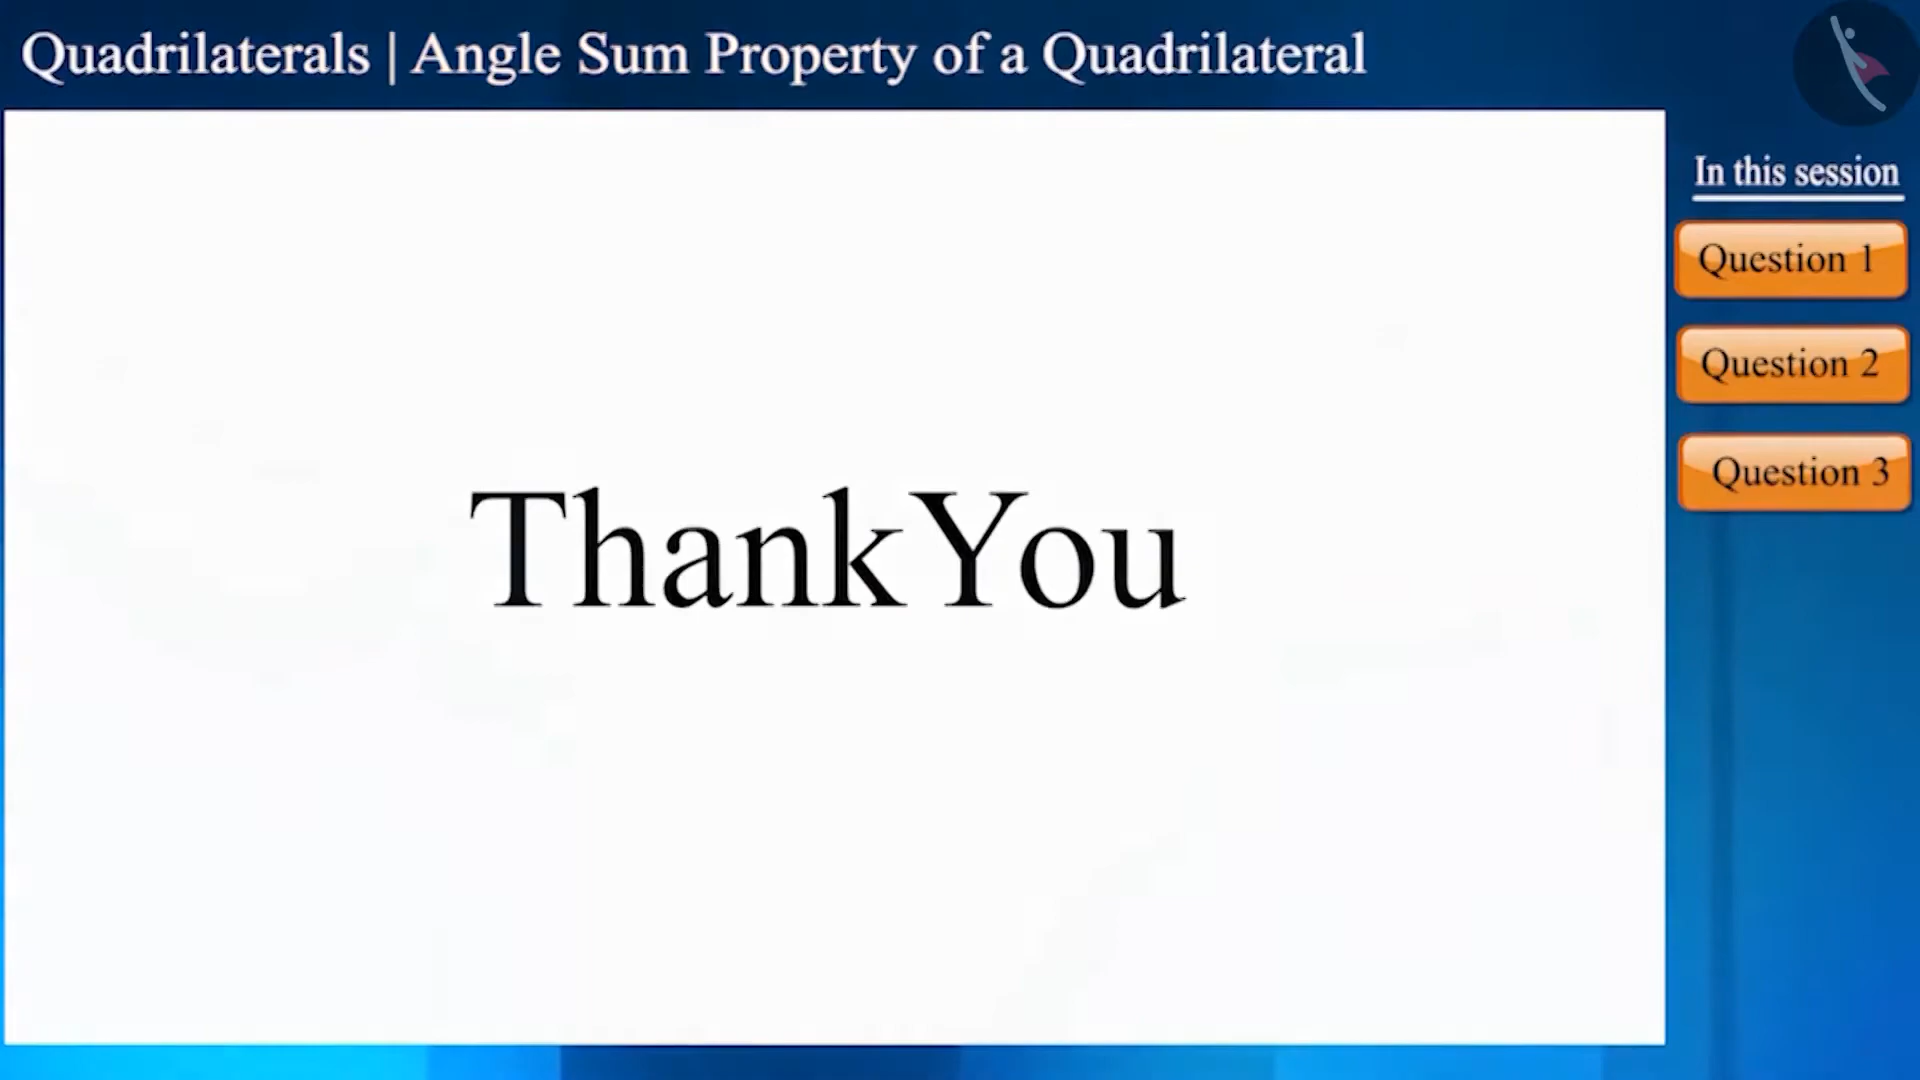 Quadrilaterals | Angle Sum Property of a Quadrilateral
In this session
Question 1
Question 2
Question 3
ThankYou